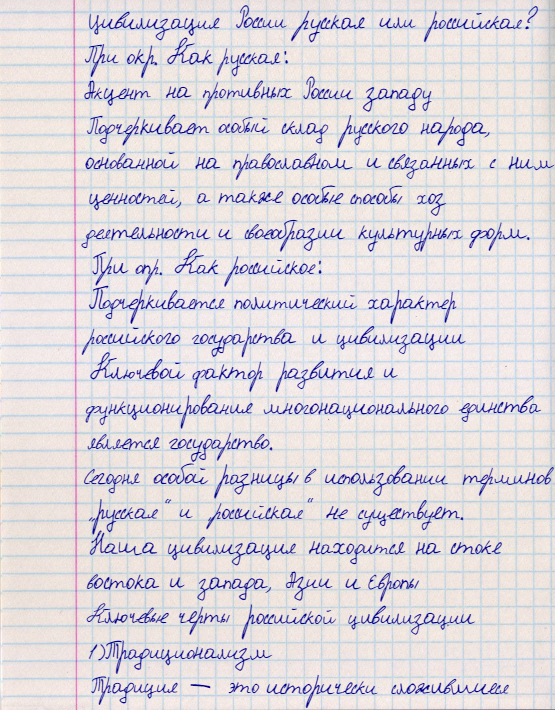 Цивилизация России русская или российская?
При окр. Как русская:
Акцент на противных России западу
Подчеркивает особый склад русского народа,
основанной на православном и связанных с ним
ценностей, а также особые способы хоз
деятельности и своеобразии культурных форм.
При опр. Как российское:
Подчеркивается политический характер
российского государства и цивилизации
Ключевой фактор развития и
функционирования многонационального единства
является государство.
Сегодня особой разницы в использовании терминов
„русская“ и российская“ не существует.
Наша цивилизация находится на стоке
востока и запада, Азии и Европы
Ключевые черты российской цивилизации
1) Традиционализм
Традиция — это исторически сложившиеся